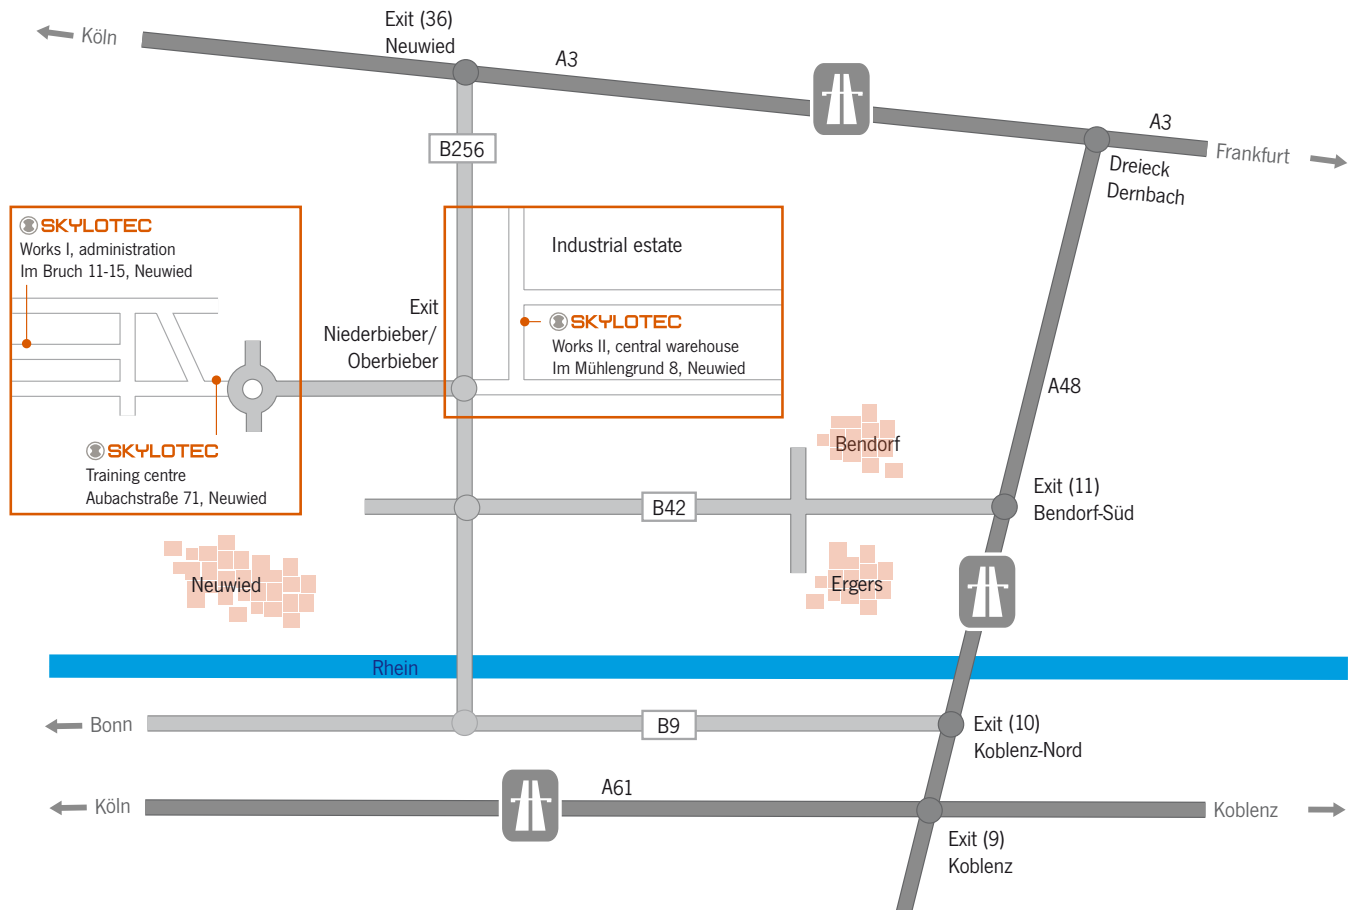 Exit (36)
Neuwied
Köln
A3
A3
Frankfurt
Dreieck
Dernbach
B256
SKYLOTEC
Works I, administration
Im Bruch 11-15, Neuwied
Industrial estate
Exit
Niederbieber/
Oberbieber
SKYLOTEC
Works II, central warehouse
Im Mühlengrund 8, Neuwied
A48
SKYLOTEC
Training centre
Aubachstraße 71, Neuwied
Bendorf
B42
Exit (11)
Bendorf-Süd
Neuwied
Ergers
Rhein
Bonn
B9
Exit (10)
Koblenz-Nord
Köln
A61
Koblenz
Exit (9)
Koblenz